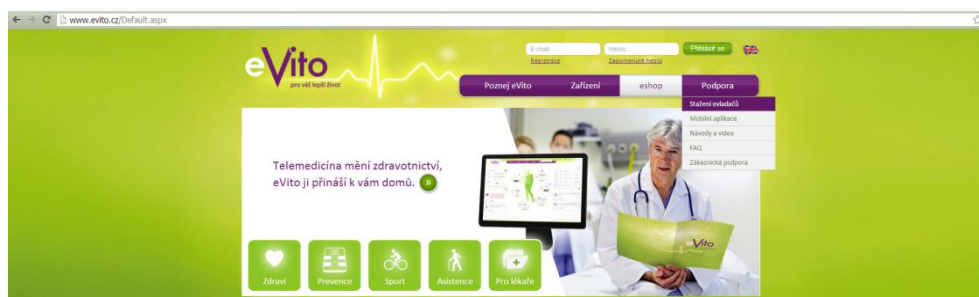 www.evito.cz/Default.aspx
eVito
pro váš lepší život
E-mail
Heslo
Přihlásit se
Registrace
Zapomenuté heslo
Poznej eVito
Zařízení
eshop
Podpora
Stažení ovladačů
Mobilní aplikace
Návody a videa
FAQ
Zákaznická podpora
Telemedicína mění zdravotnictví,
eVito ji přináší k vám domů.
eVito
Zdraví
Prevence
Sport
Asistence
Pro lékaře